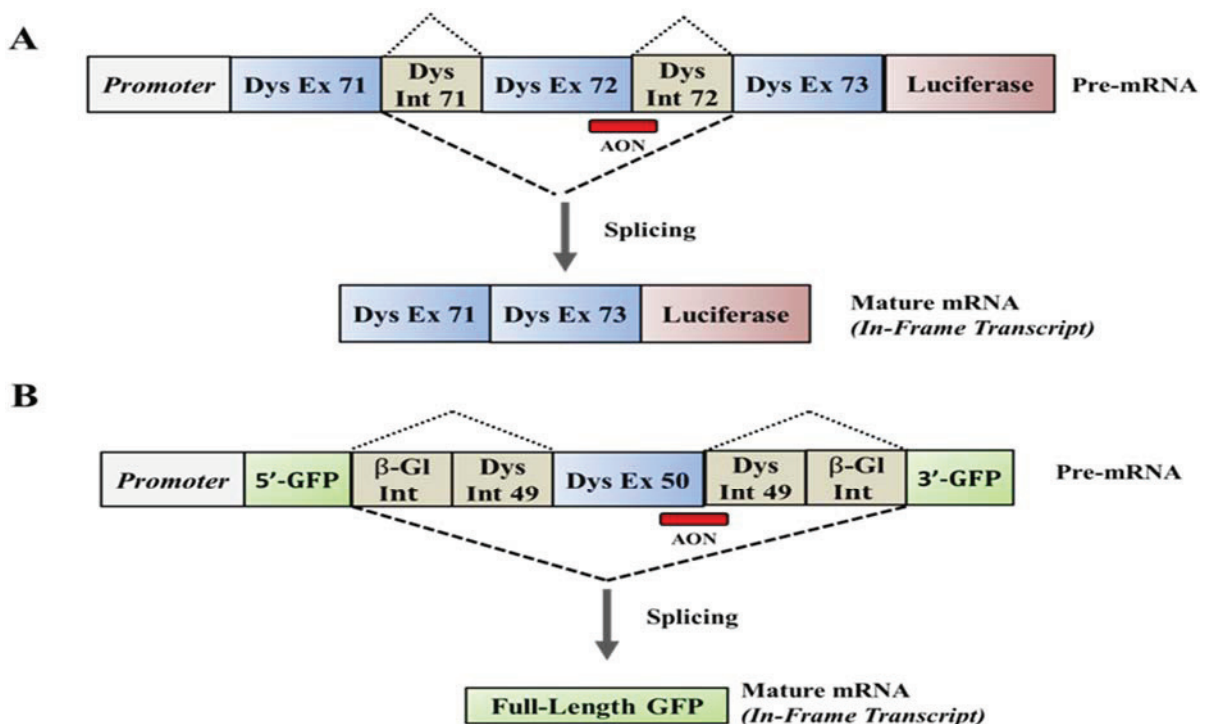 A
Promoter
Dys Ex 71
Dys
Int 71
Dys Ex 72
Dys
Int 72
Dys Ex 73
Luciferase
Pre-mRNA
AON
Splicing
Dys Ex 71
Dys Ex 73
Luciferase
Mature mRNA
(In-Frame Transcript)
B
Promoter
5’-GFP
β-Gl
Int
Dys
Int 49
Dys Ex 50
Dys
Int 49
β-Gl
Int
3’-GFP
Pre-mRNA
AON
Splicing
Full-Length GFP
Mature mRNA
(In-Frame Transcript)